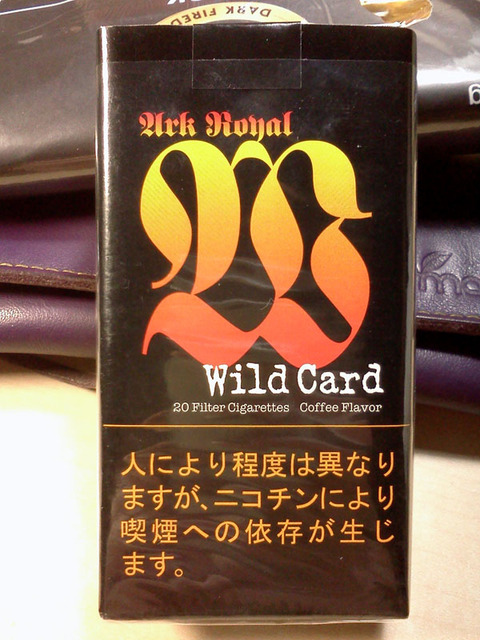 DARK FIRED
Ark Royal
W
Wild Card
20 Filter Cigarettes Coffee Flavor
人により程度は異なり
ますが、ニコチンにより
喫煙への依存が生じ
ます。